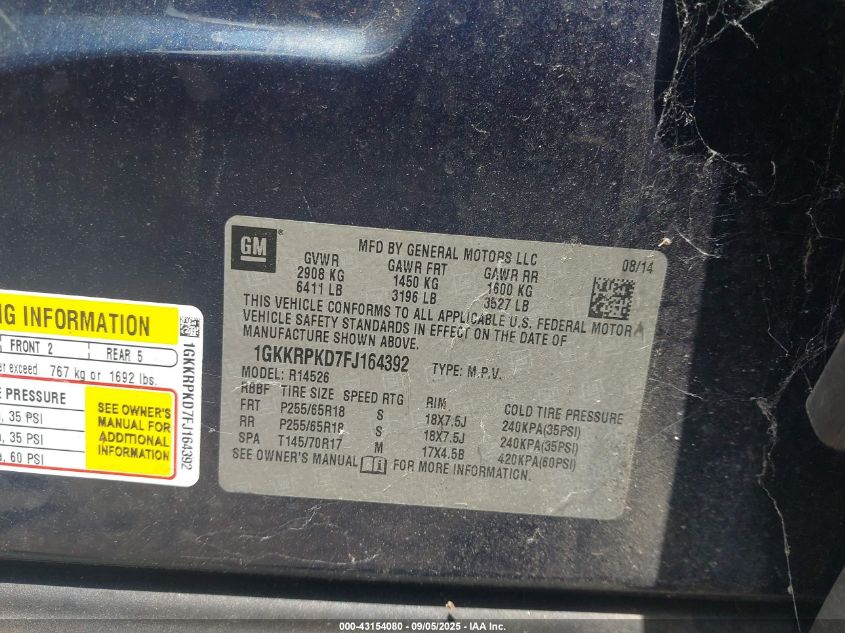 GM
MFD BY GENERAL MOTORS LLC
08/14
GVWR GAWR FRT GAWR RR
2908 KG 1450 KG 1600 KG
6411 LB 3196 LB 3527 LB
THIS VEHICLE CONFORMS TO ALL APPLICABLE U.S. FEDERAL MOTOR
VEHICLE SAFETY STANDARDS IN EFFECT ON THE DATE OF
MANUFACTURE SHOWN ABOVE.
1GKKRPKD7FJ164392 TYPE: M.P.V.
MODEL: R14526
RBBF TIRE SIZE SPEED RTG RIM COLD TIRE PRESSURE
FRT P255/65R18 S 18X7.5J 240KPA(35PSI)
RR P255/65R18 S 18X7.5J 240KPA(35PSI)
SPA T145/70R17 M 17X4.5B 420KPA(60PSI)
SEE OWNER'S MANUAL FOR MORE INFORMATION.
NG INFORMATION
FRONT 2 REAR 5
er exceed 767 kg or 1692 lbs.
E PRESSURE
, 35 PSI
a, 35 PSI
a, 60 PSI
SEE OWNER'S
MANUAL FOR
ADDITIONAL
INFORMATION
1GKKRPKD7FJ164392
000-43154080 - 09/05/2025 - IAA Inc.